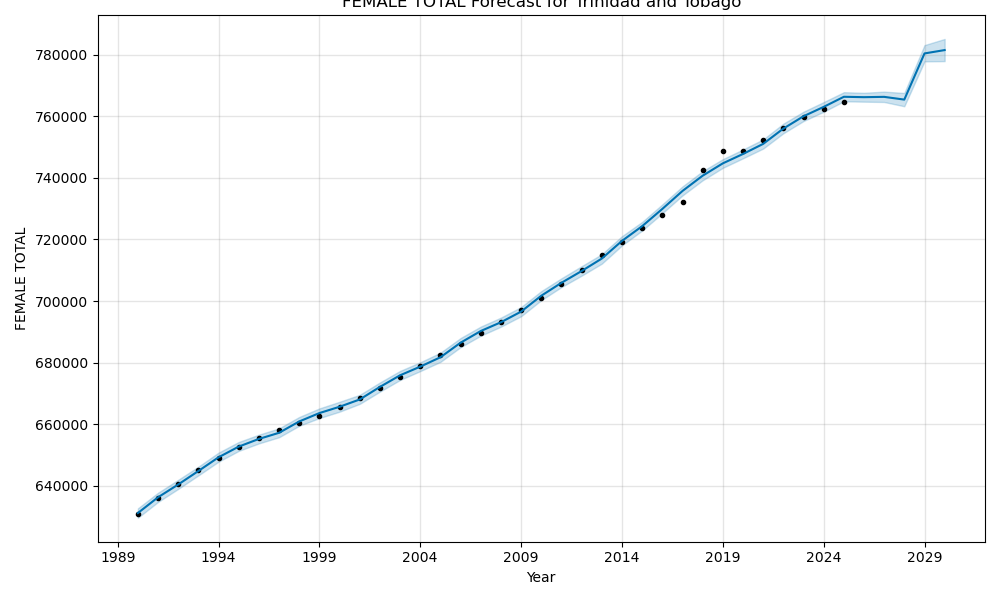 FEMALE TOTAL Forecast for Trinidad and Tobago
780000
760000
740000
720000
700000
680000
660000
640000
FEMALE TOTAL
1989 1994 1999 2004 2009 2014 2019 2024 2029
Year